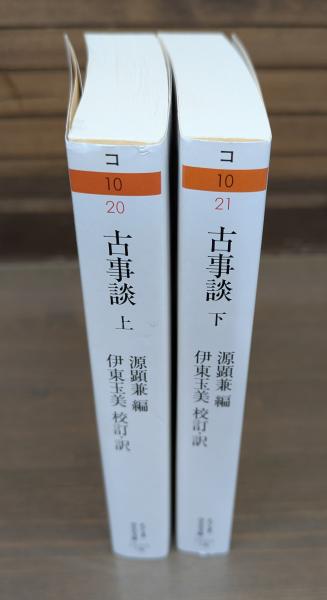 コ
10
20
古事談 上
源顕兼 編
伊東玉美 校訂・訳
コ
10
21
古事談 下
源顕兼 編
伊東玉美 校訂・訳